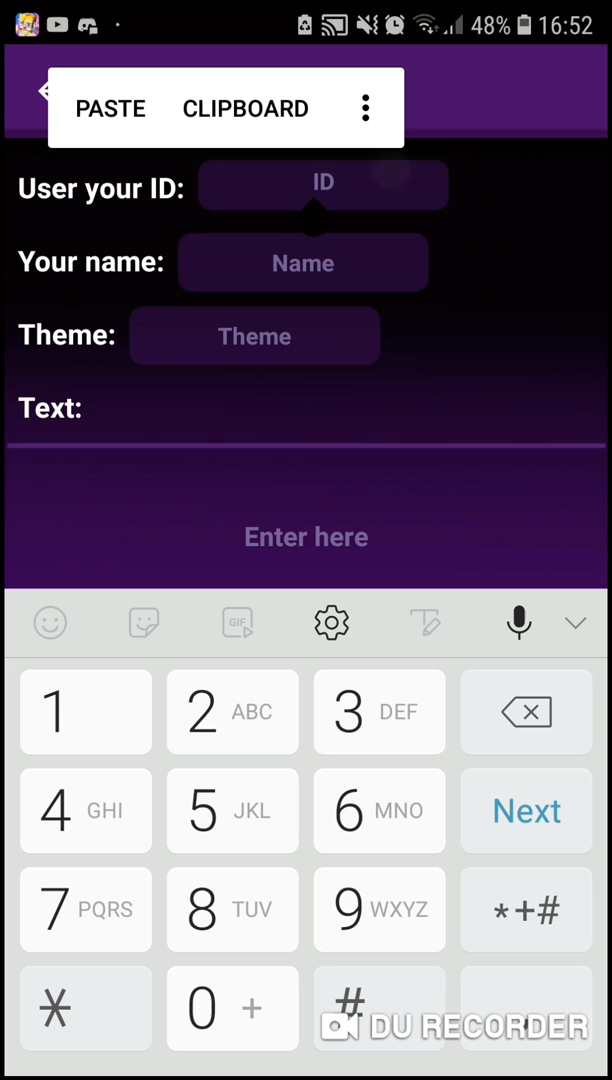 48% 16:52
PASTE CLIPBOARD
User your ID: ID
Your name: Name
Theme: Theme
Text:
Enter here
GIF T
1 2 ABC 3 DEF
4 GHI 5 JKL 6 MNO Next
7 PQRS 8 TUV 9 WXYZ *+#
* 0 + # ,
DU RECORDER